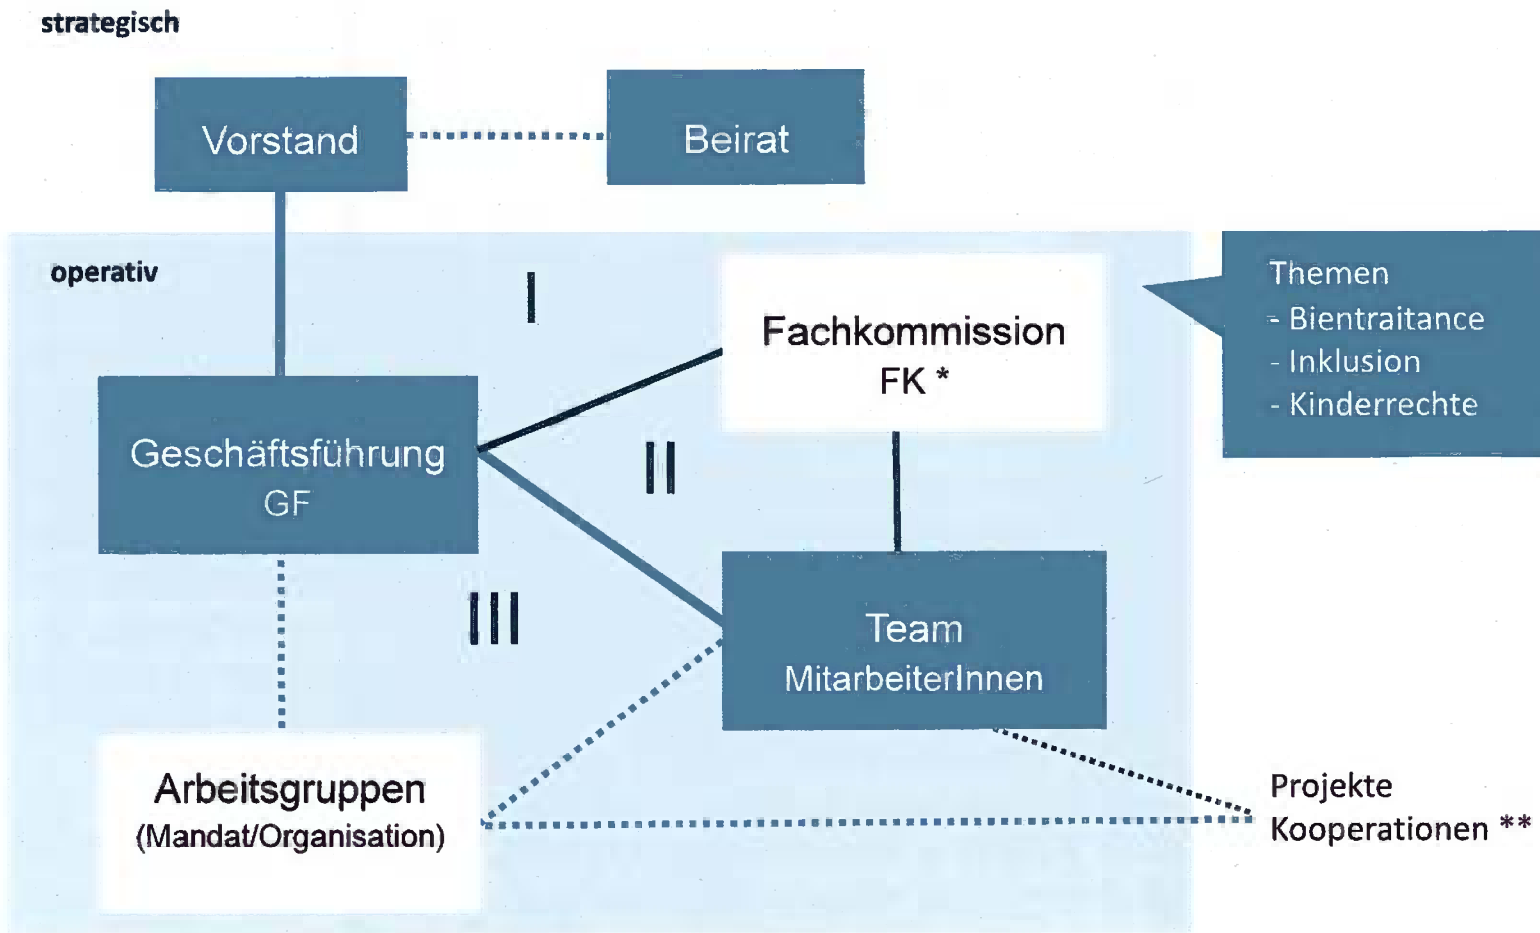 strategisch
Vorstand
Beirat
operativ
I
Fachkommission
FK *
Themen
- Bientraitance
- Inklusion
- Kinderrechte
Geschäftsführung
GF
II
III
Team
MitarbeiterInnen
Arbeitsgruppen
(Mandat/Organisation)
Projekte
Kooperationen **